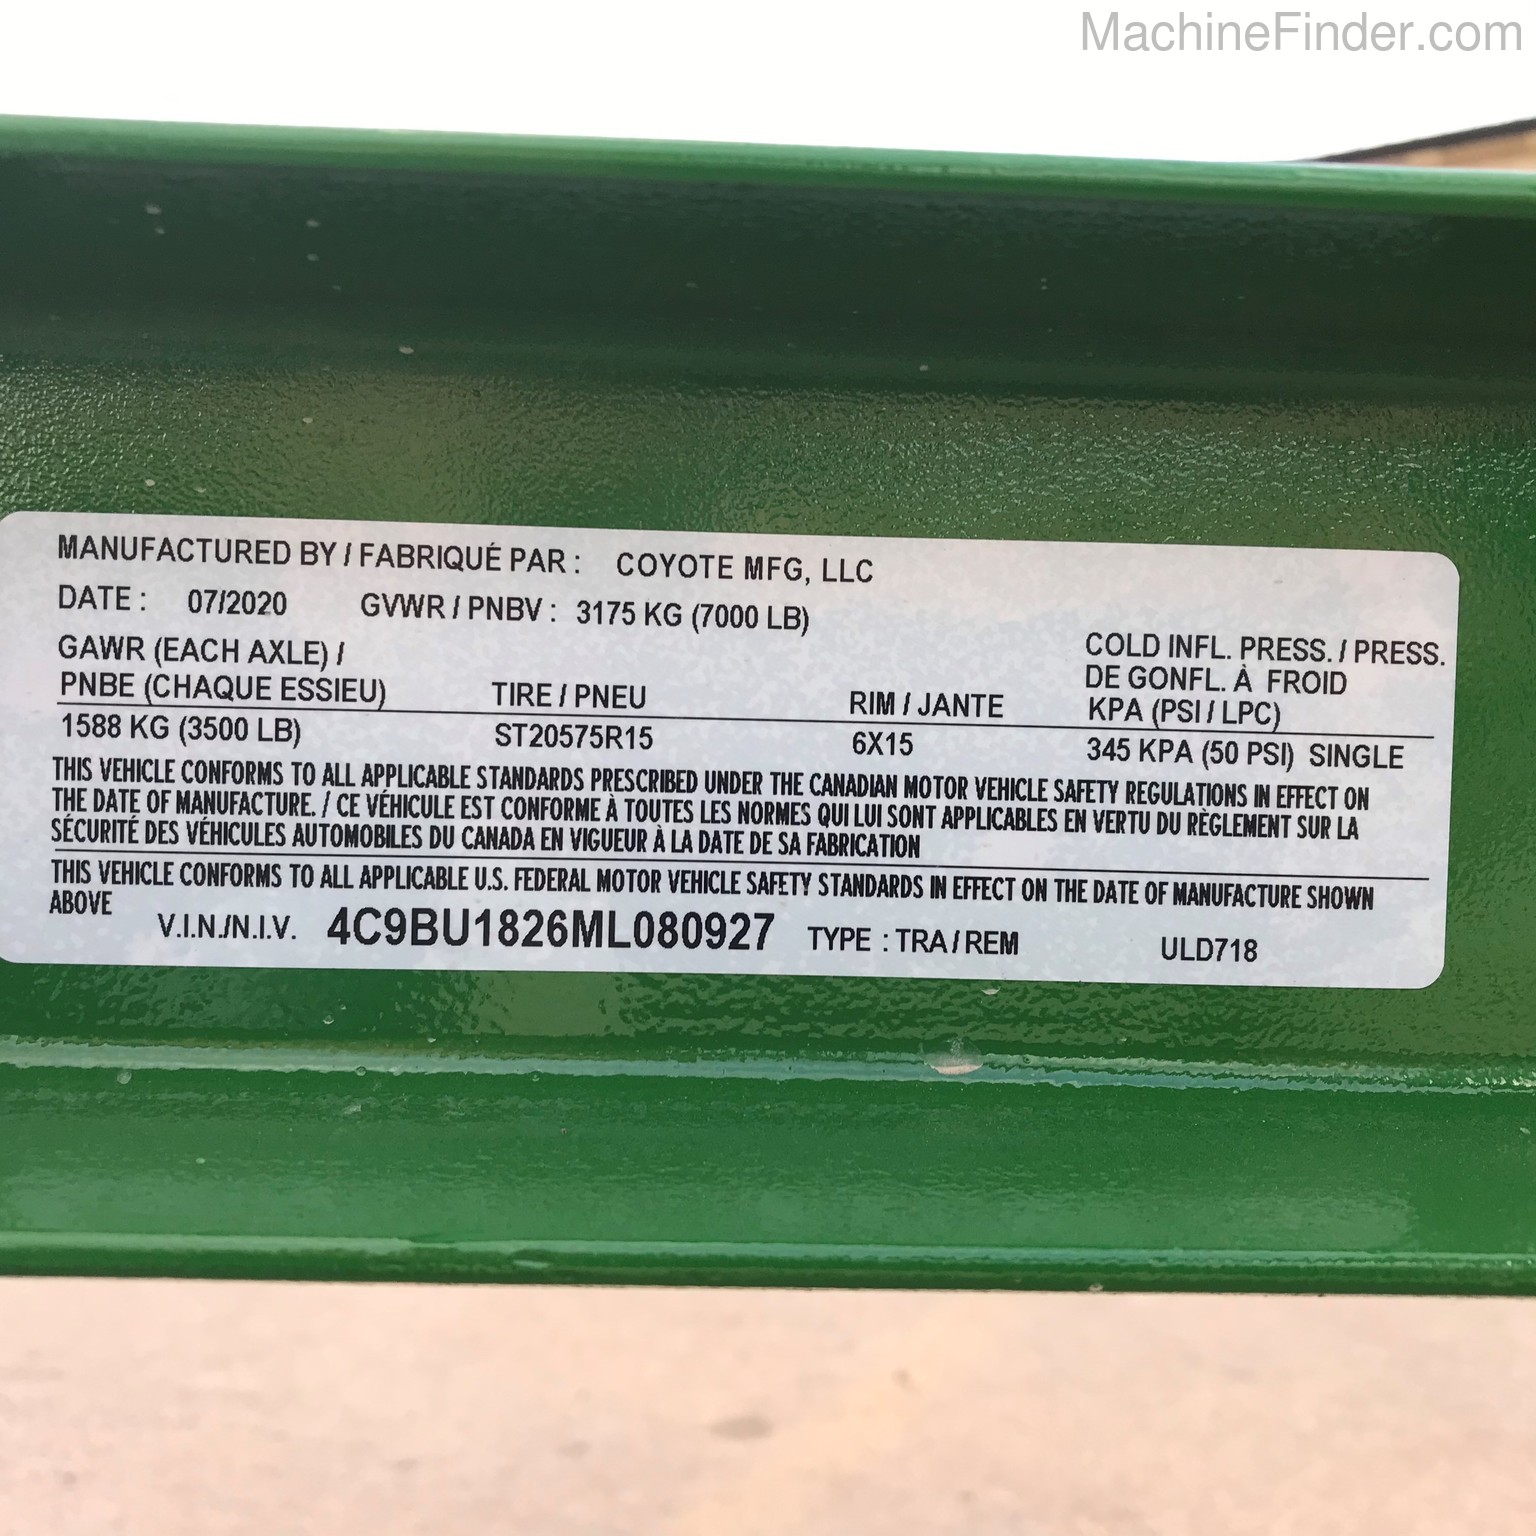 MachineFinder.com
MANUFACTURED BY / FABRIQUÉ PAR : COYOTE MFG, LLC
DATE : 07/2020 GVWR / PNBV : 3175 KG (7000 LB)
GAWR (EACH AXLE) / COLD INFL. PRESS. / PRESS.
DE GONFL. À FROID
PNBE (CHAQUE ESSIEU) TIRE / PNEU RIM / JANTE KPA (PSI / LPC)
1588 KG (3500 LB) ST20575R15 6X15 345 KPA (50 PSI) SINGLE
THIS VEHICLE CONFORMS TO ALL APPLICABLE STANDARDS PRESCRIBED UNDER THE CANADIAN MOTOR VEHICLE SAFETY REGULATIONS IN EFFECT ON
THE DATE OF MANUFACTURE. / CE VÉHICULE EST CONFORME À TOUTES LES NORMES QUI LUI SONT APPLICABLES EN VERTU DU RÈGLEMENT SUR LA
SÉCURITÉ DES VÉHICULES AUTOMOBILES DU CANADA EN VIGUEUR À LA DATE DE SA FABRICATION
THIS VEHICLE CONFORMS TO ALL APPLICABLE U.S. FEDERAL MOTOR VEHICLE SAFETY STANDARDS IN EFFECT ON THE DATE OF MANUFACTURE SHOWN
ABOVE
V.I.N./N.I.V. 4C9BU1826ML080927 TYPE : TRA / REM ULD718